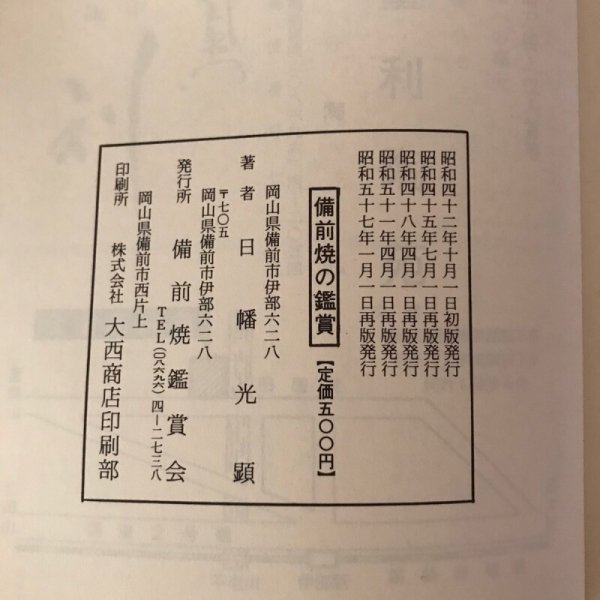 昭和四十二年十月一日初版発行
昭和四十五年七月一日再版発行
昭和四十八年四月一日再版発行
昭和五十一年四月一日再版発行
昭和五十七年一月一日再版発行
備前焼の鑑賞
【定価五〇〇円】
岡山県備前市伊部六二八
著者 日幡光顕
〒七〇五
岡山県備前市伊部六二八
発行所 備前焼鑑賞会
TEL(〇八六九六)四ー二七三八
岡山県備前市西片上
印刷所 株式会社 大西商店印刷部
利